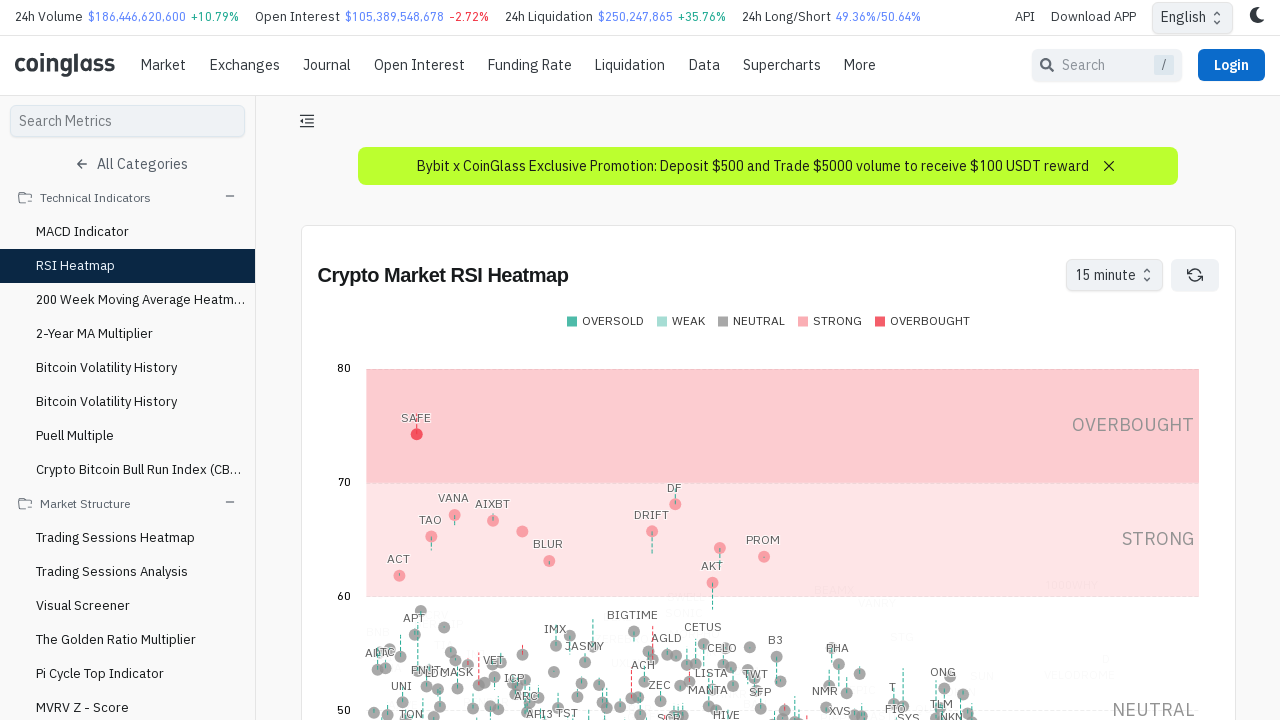 24h Volume $186,446,620,600 +10.79% Open Interest $105,389,548,678 -2.72% 24h Liquidation $250,247,865 +35.76% 24h Long/Short 49.36%/50.64% API Download APP English
coinglass Market Exchanges Journal Open Interest Funding Rate Liquidation Data Supercharts More Search / Login
Search Metrics
All Categories
Technical Indicators
MACD Indicator
RSI Heatmap
200 Week Moving Average Heatm...
2-Year MA Multiplier
Bitcoin Volatility History
Bitcoin Volatility History
Puell Multiple
Crypto Bitcoin Bull Run Index (CB...
Market Structure
Trading Sessions Heatmap
Trading Sessions Analysis
Visual Screener
The Golden Ratio Multiplier
Pi Cycle Top Indicator
MVRV Z - Score
Bybit x CoinGlass Exclusive Promotion: Deposit $500 and Trade $5000 volume to receive $100 USDT reward
Crypto Market RSI Heatmap
15 minute
OVERSOLD WEAK NEUTRAL STRONG OVERBOUGHT
80
SAFE
OVERBOUGHT
70
DF
VANA
AIXBT
DRIFT
TAO
STRONG
PROM
BLUR
ACT
AKT
60
BIGTIME
APT
CETUS
IMX
AGLD
B3
JASMY
CELO
PHA
LTC
VET
ACH
MASK
ONG
LISTA
TWT
ICP
ZEC
UNI
T
MANTA
SFP
NMR
ARC
TLM
FIO
XVS
API3
TST
TON
HIVE
NEUTRAL
50
SYS